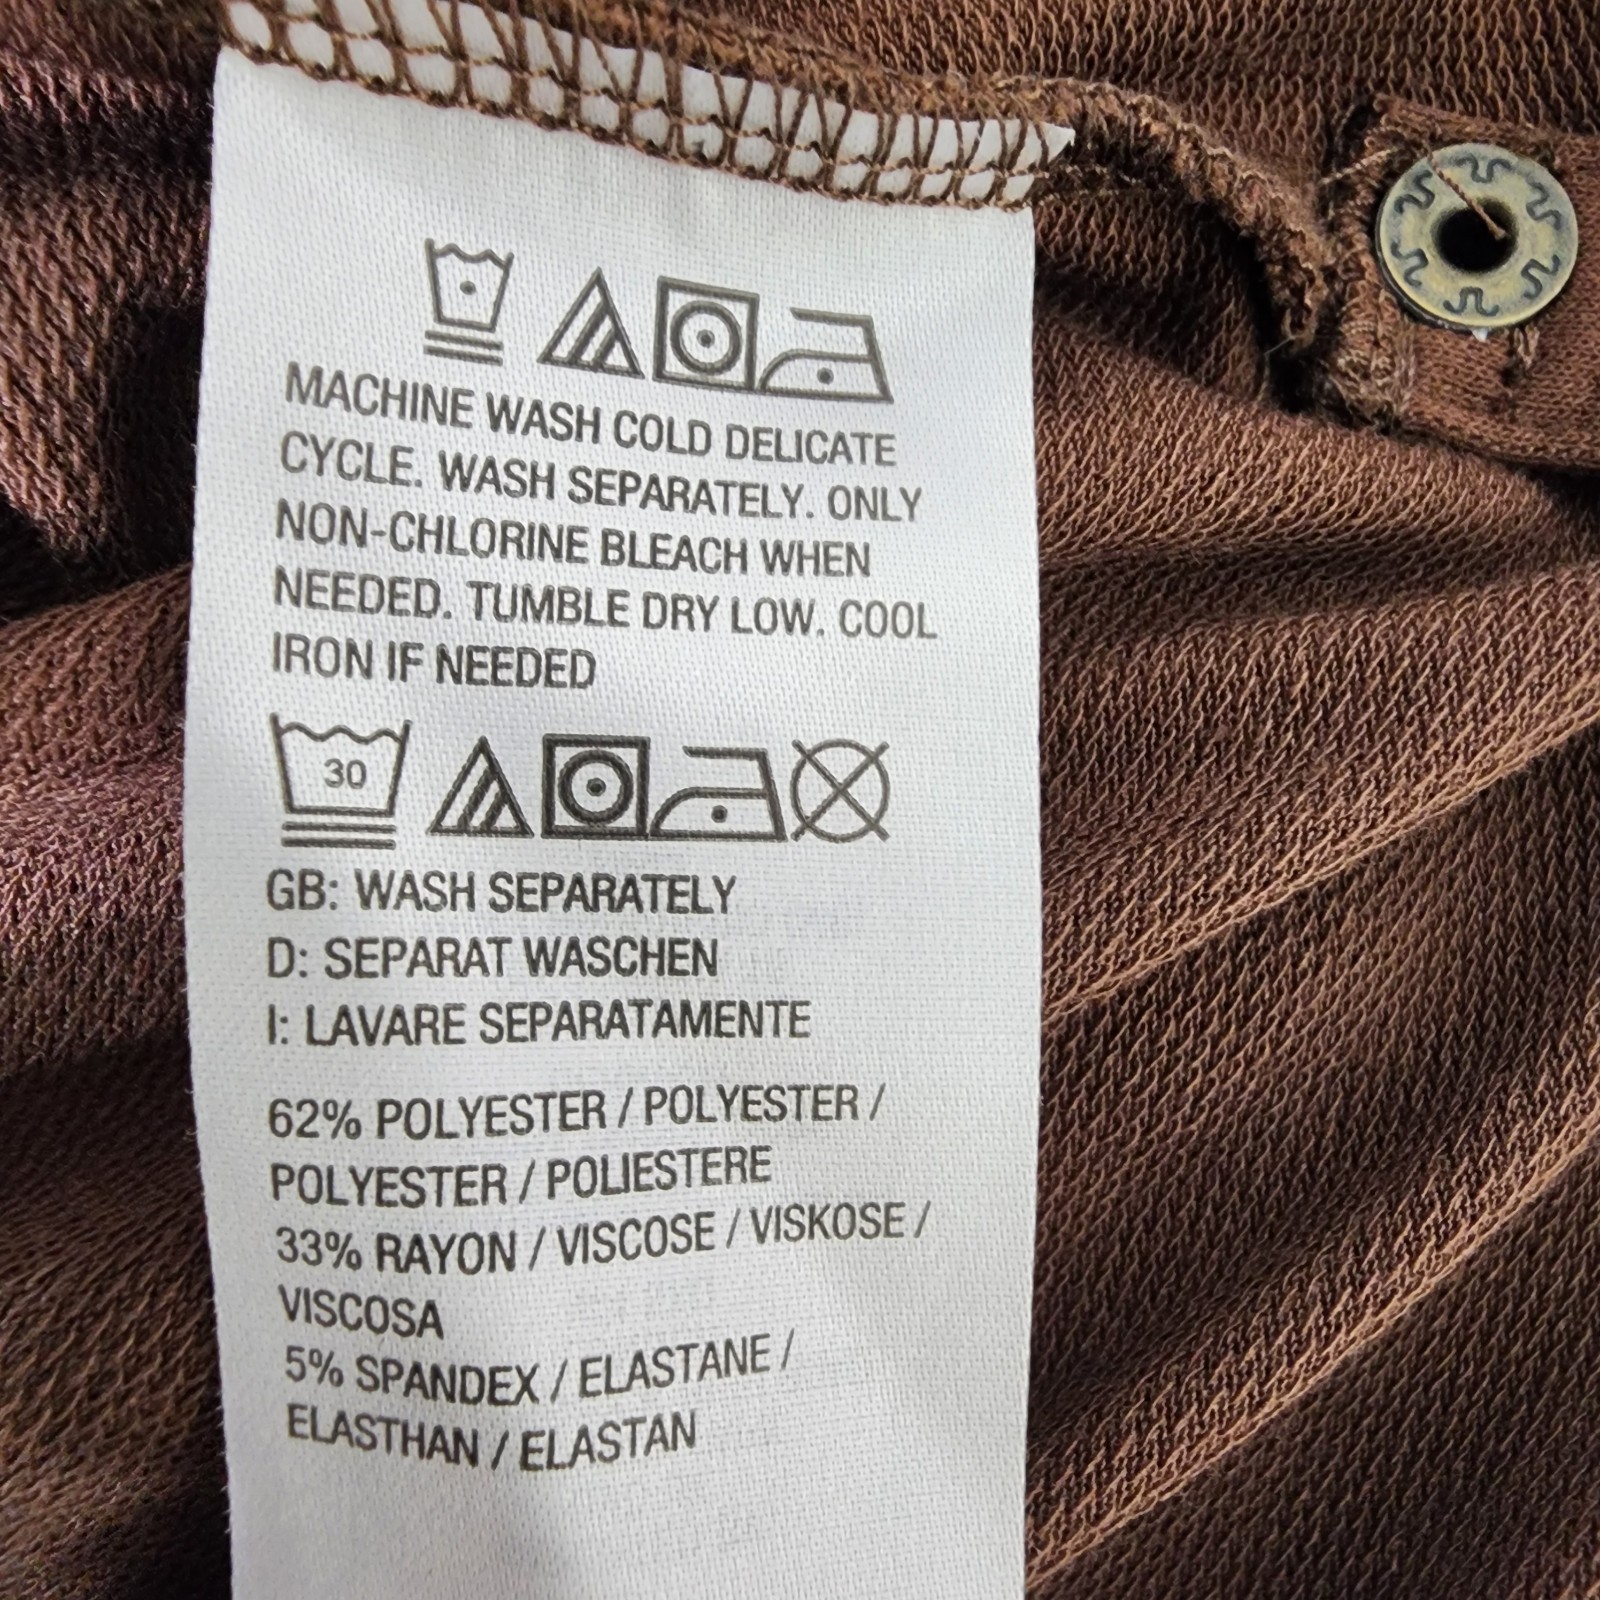 MACHINE WASH COLD DELICATE
CYCLE. WASH SEPARATELY. ONLY
NON-CHLORINE BLEACH WHEN
NEEDED. TUMBLE DRY LOW. COOL
IRON IF NEEDED
30
GB: WASH SEPARATELY
D: SEPARAT WASCHEN
I: LAVARE SEPARATAMENTE
62% POLYESTER / POLYESTER /
POLYESTER / POLIESTERE
33% RAYON / VISCOSE / VISKOSE /
VISCOSA
5% SPANDEX / ELASTANE /
ELASTHAN / ELASTAN